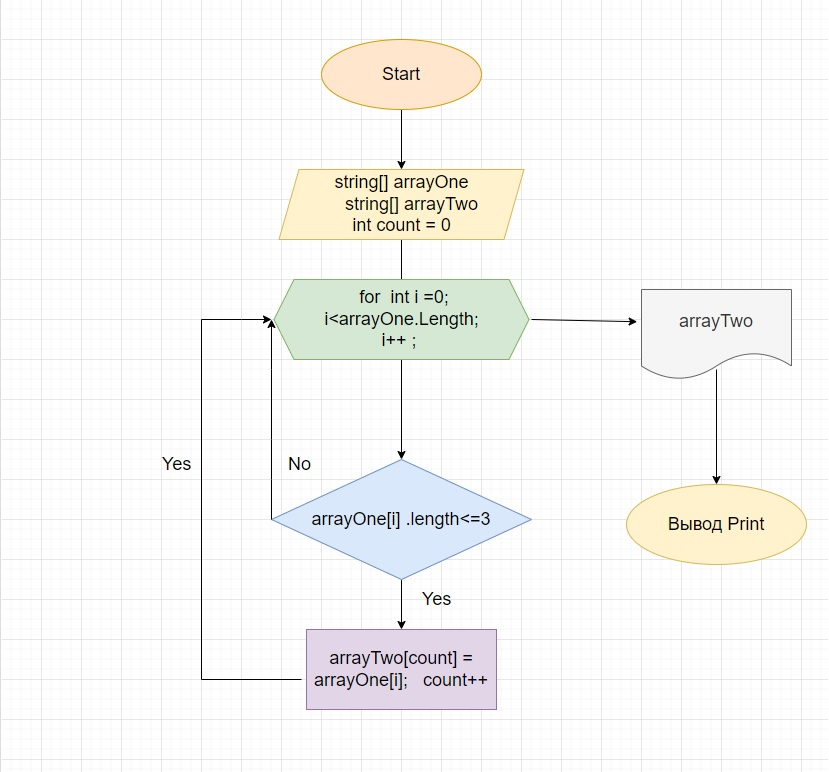 Start
string[] arrayOne
string[] arrayTwo
int count = 0
for int i =0;
i<arrayOne.Length;
i++ ;
arrayTwo
Yes
No
arrayOne[i] .length<=3
Вывод Print
Yes
arrayTwo[count] =
arrayOne[i]; count++